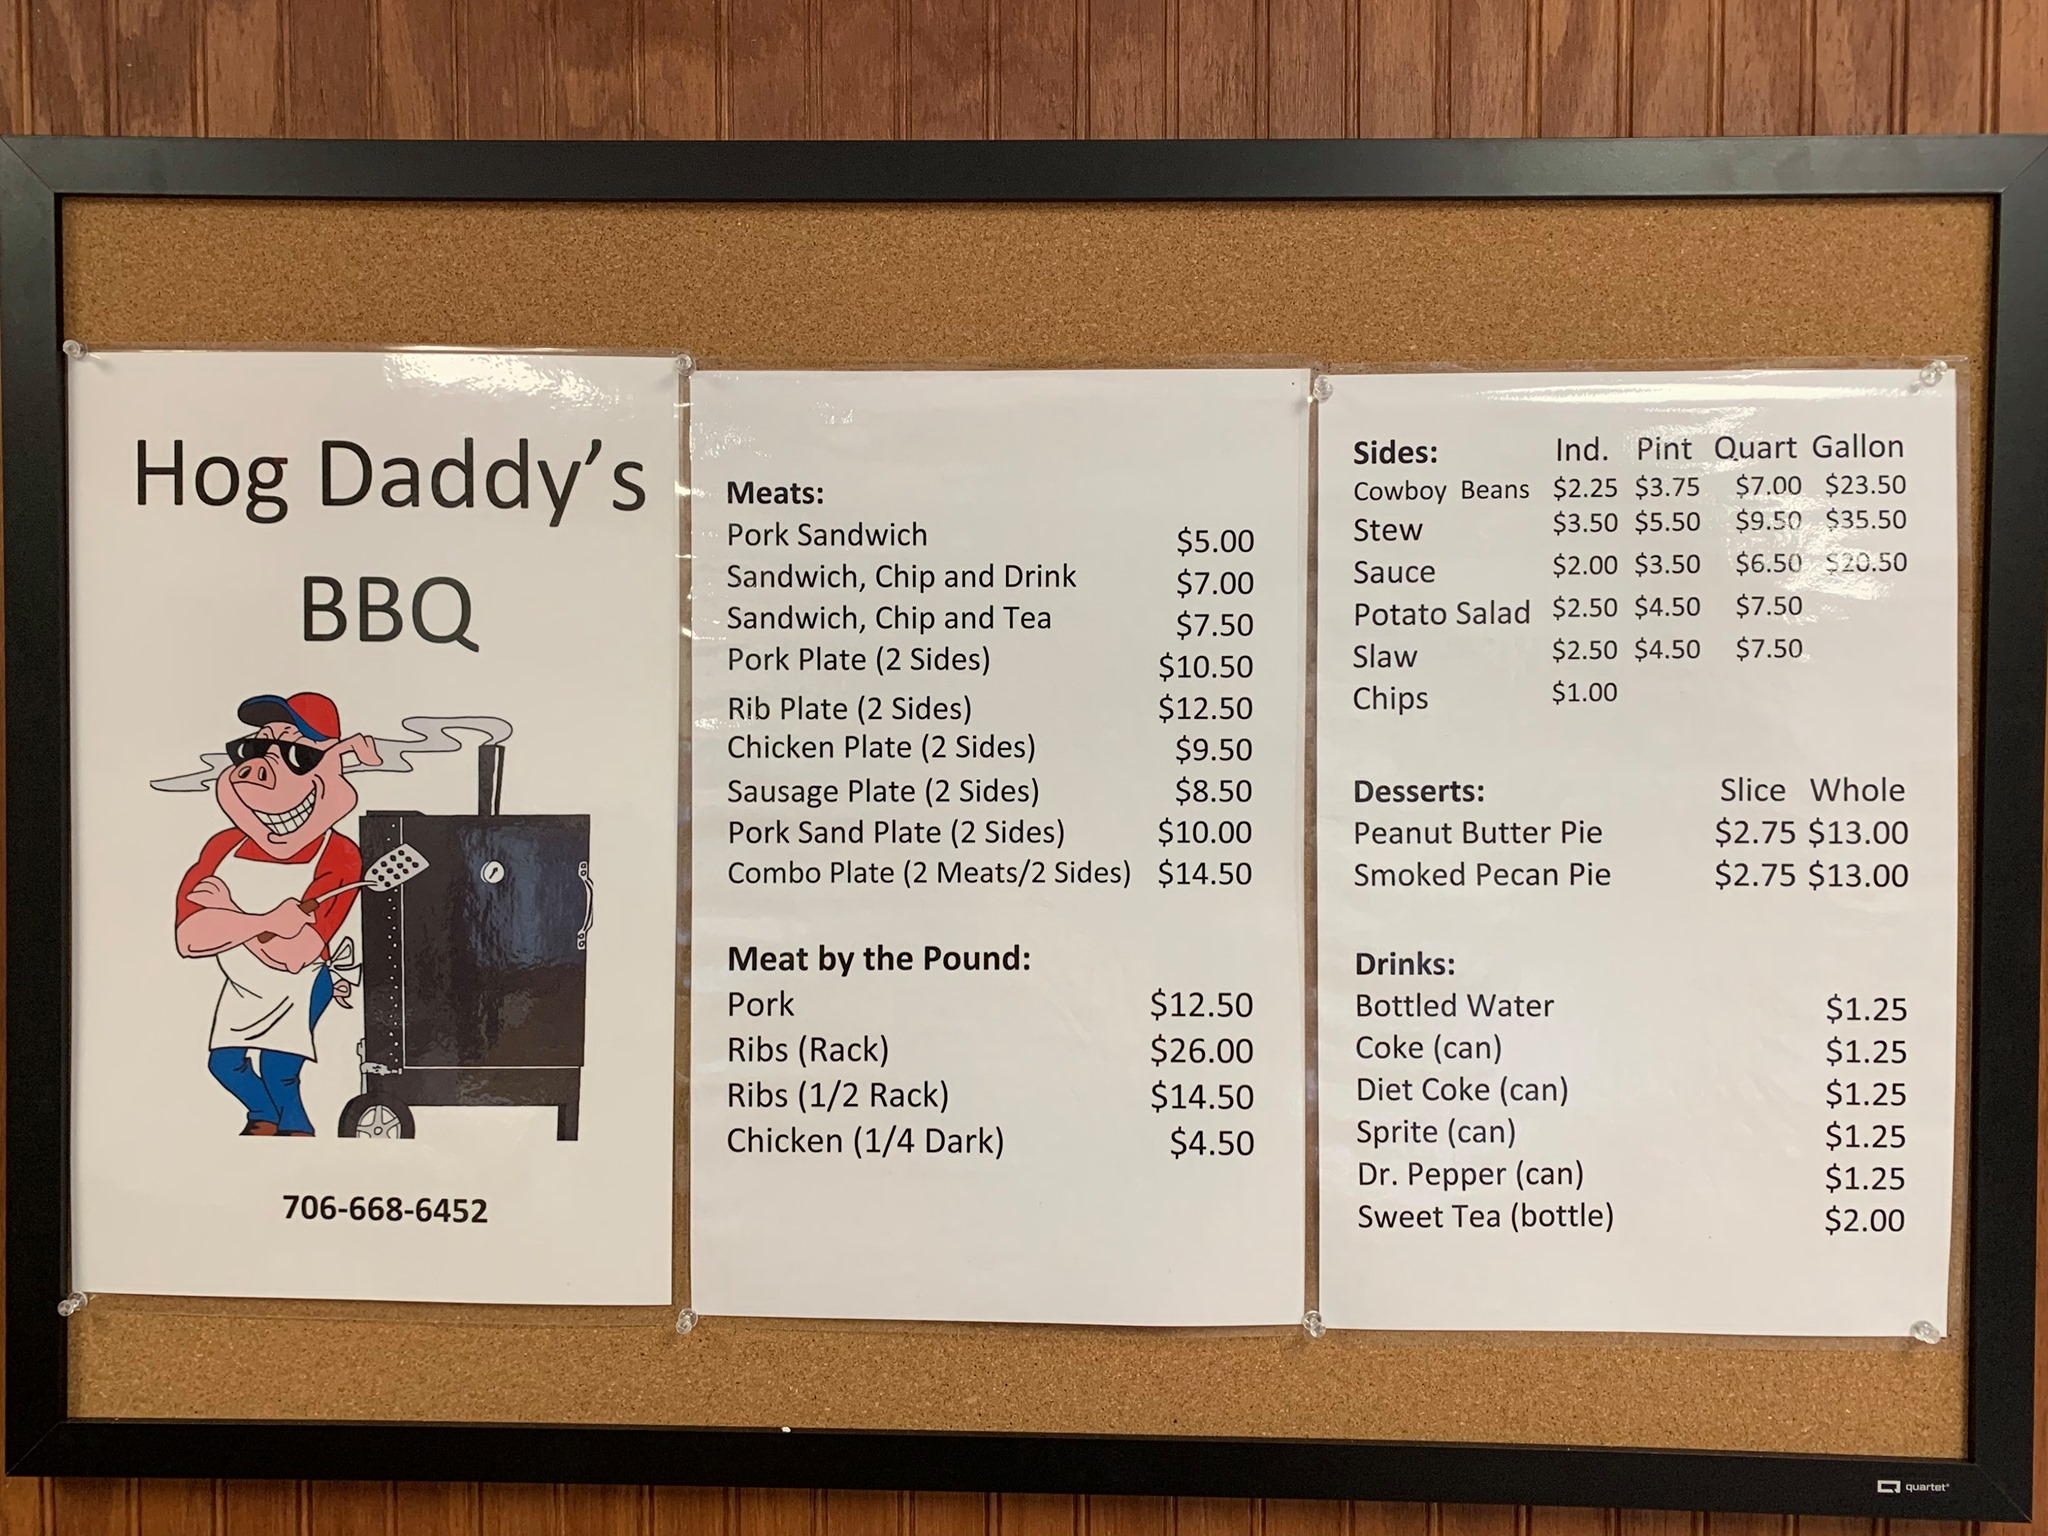 Hog Daddy's
BBQ
706-668-6452
Meats:
Pork Sandwich $5.00
Sandwich, Chip and Drink $7.00
Sandwich, Chip and Tea $7.50
Pork Plate (2 Sides) $10.50
Rib Plate (2 Sides) $12.50
Chicken Plate (2 Sides) $9.50
Sausage Plate (2 Sides) $8.50
Pork Sand Plate (2 Sides) $10.00
Combo Plate (2 Meats/2 Sides) $14.50
Meat by the Pound:
Pork $12.50
Ribs (Rack) $26.00
Ribs (1/2 Rack) $14.50
Chicken (1/4 Dark) $4.50
Sides: Ind. Pint Quart Gallon
Cowboy Beans $2.25 $3.75 $7.00 $23.50
Stew $3.50 $5.50 $9.50 $35.50
Sauce $2.00 $3.50 $6.50 $20.50
Potato Salad $2.50 $4.50 $7.50
Slaw $2.50 $4.50 $7.50
Chips $1.00
Desserts: Slice Whole
Peanut Butter Pie $2.75 $13.00
Smoked Pecan Pie $2.75 $13.00
Drinks:
Bottled Water $1.25
Coke (can) $1.25
Diet Coke (can) $1.25
Sprite (can) $1.25
Dr. Pepper (can) $1.25
Sweet Tea (bottle) $2.00
quartet